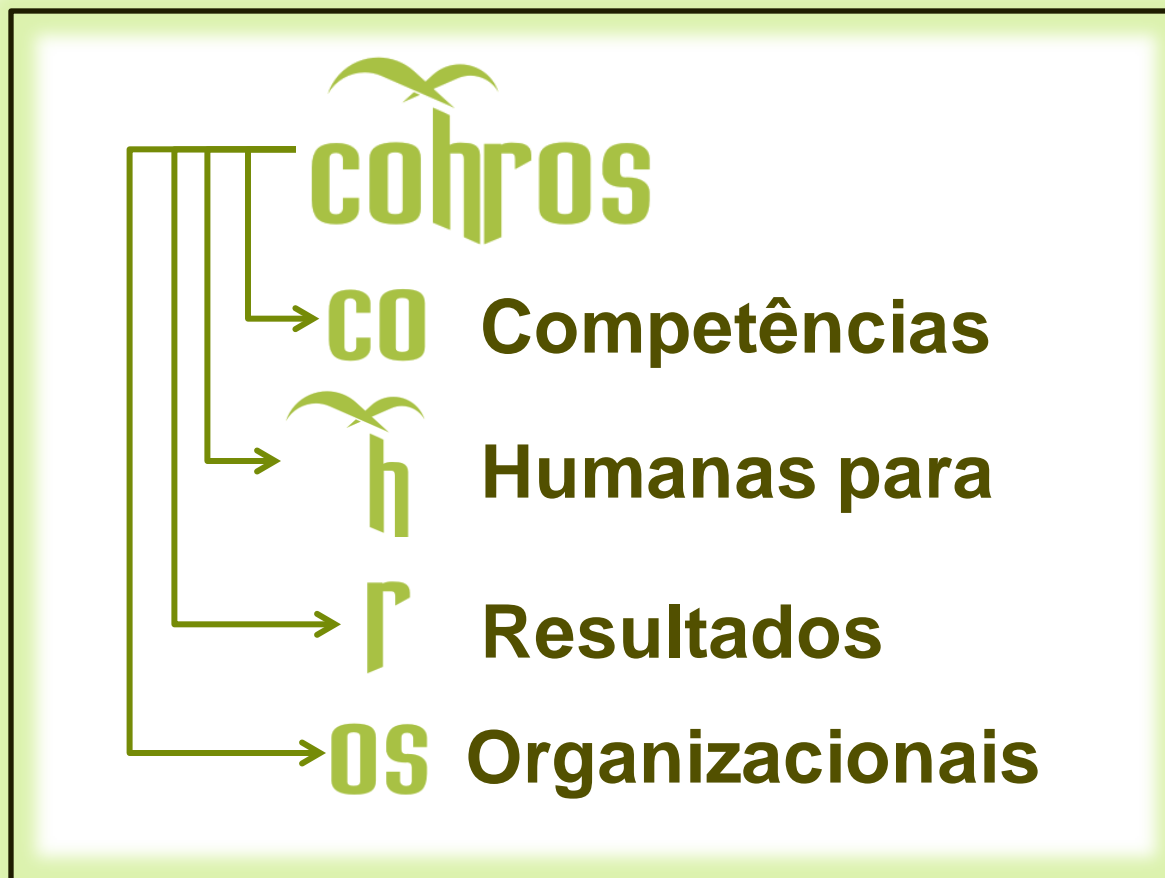 cohros
co Competências
h Humanas para
r Resultados
os Organizacionais